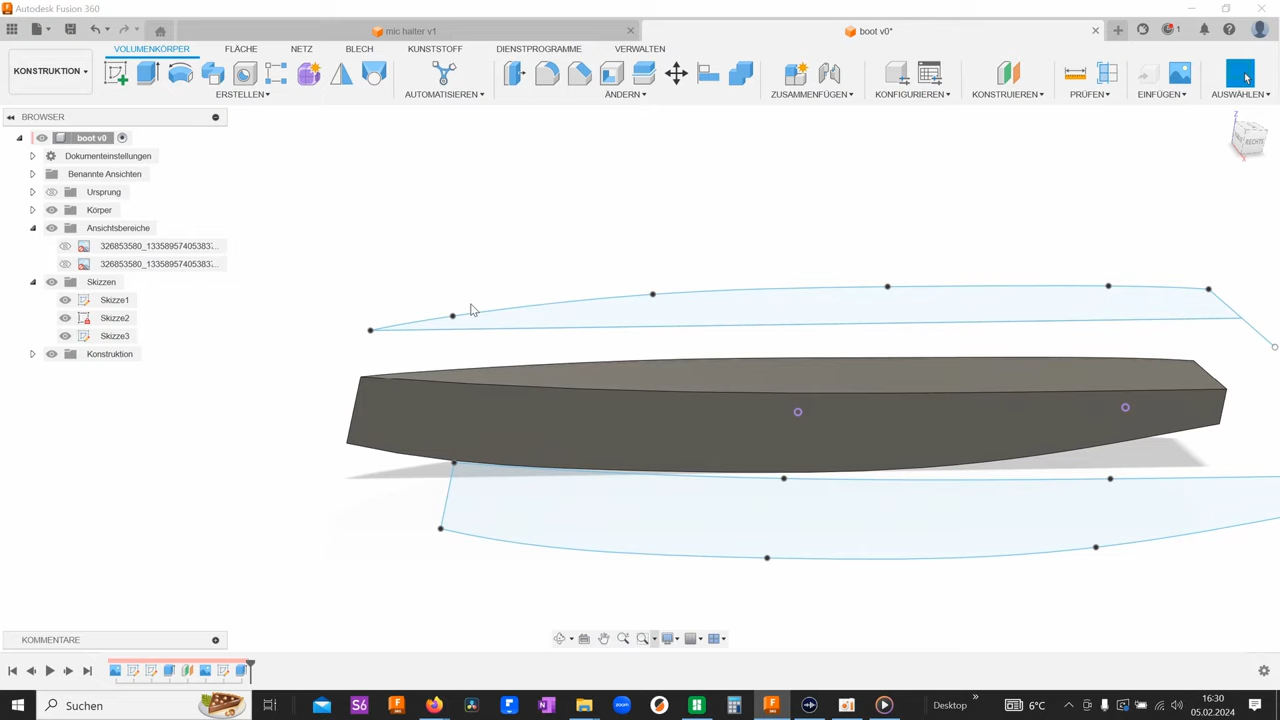 Autodesk Fusion 360
mic halter v1
boot v0*
1
VOLUMENKÖRPER
FLÄCHE
NETZ
BLECH
KUNSTSTOFF
DIENSTPROGRAMME
VERWALTEN
KONSTRUKTION
ERSTELLEN
AUTOMATISIEREN
ÄNDERN
ZUSAMMENFÜGEN
KONFIGURIEREN
KONSTRUIEREN
PRÜFEN
EINFÜGEN
AUSWÄHLEN
BROWSER
boot v0
Dokumenteinstellungen
Benannte Ansichten
Ursprung
Körper
Ansichtsbereiche
326853580_13358957405383?...
326853580_13358957405383?...
Skizzen
Skizze1
Skizze2
Skizze3
Konstruktion
Z
RECHTS
KOMMENTARE
Suchen
Desktop
6°C
16:30
05.02.2024